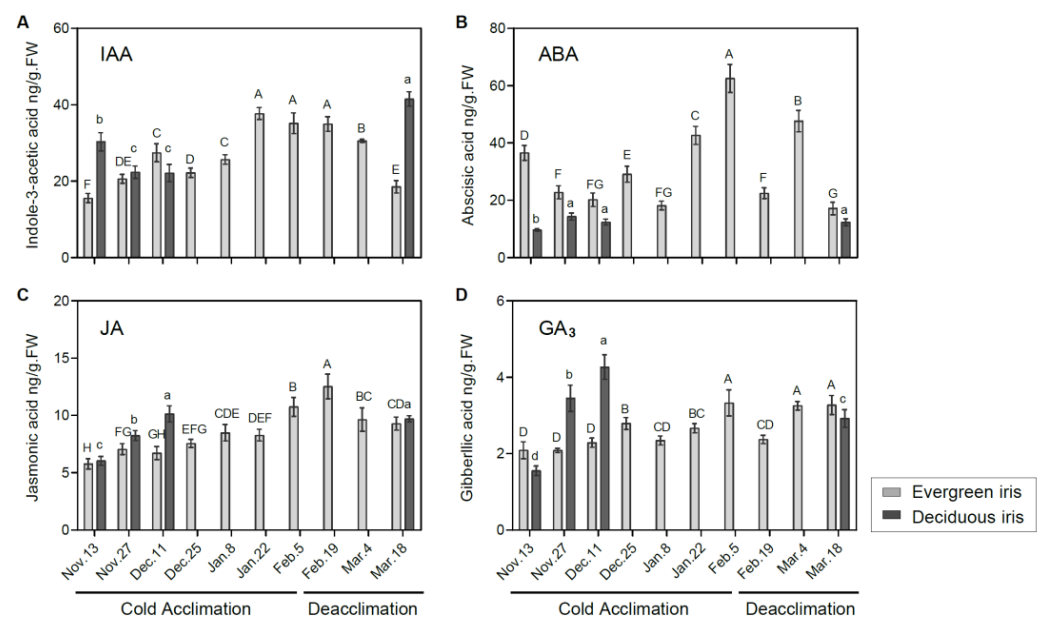 A
IAA
Indole-3-acetic acid ng/g.FW
60
40
20
0
F b DE c C c D C A A A B E a
B
ABA
Abscisic acid ng/g.FW
80
60
40
20
0
D b F a FG a E FG C A F B G a
C
JA
Jasmonic acid ng/g.FW
20
15
10
5
0
H c FG b GH a EFG CDE DEF B A BC CD a
Nov.13 Nov.27 Dec.11 Dec.25 Jan.8 Jan.22 Feb.5 Feb.19 Mar.4 Mar.18
Cold Acclimation Deacclimation
D
GA3
Gibberllic acid ng/g.FW
6
4
2
0
D d D b D a B CD BC A CD A A c
Nov.13 Nov.27 Dec.11 Dec.25 Jan.8 Jan.22 Feb.5 Feb.19 Mar.4 Mar.18
Cold Acclimation Deacclimation
Evergreen iris
Deciduous iris